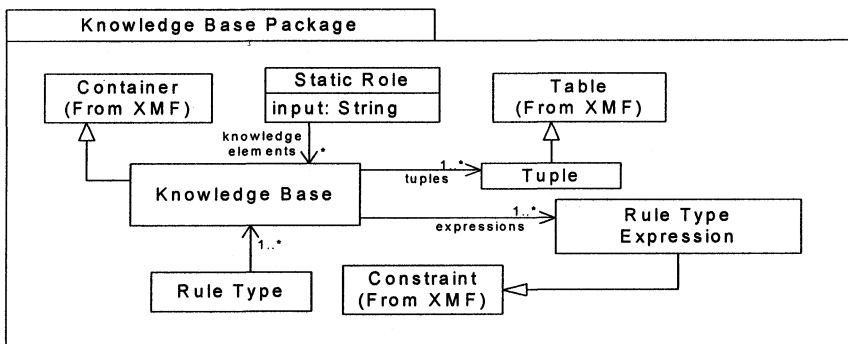 Knowledge Base Package
Container
(From XMF)
Static Role
input: String
Table
(From XMF)
knowledge
elements
*
Knowledge Base
1..*
tuples
Tuple
1..*
expressions
Rule Type
Expression
1..*
Rule Type
Constraint
(From XMF)